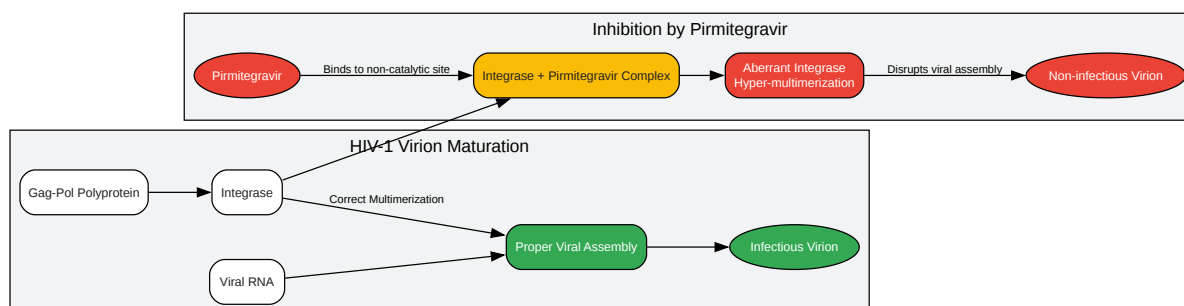 Inhibition by Pirmitegravir
Pirmitegravir
Binds to non-catalytic site
Integrase + Pirmitegravir Complex
Aberrant Integrase
Hyper-multimerization
Disrupts viral assembly
Non-infectious Virion
HIV-1 Virion Maturation
Gag-Pol Polyprotein
Integrase
Correct Multimerization
Proper Viral Assembly
Infectious Virion
Viral RNA